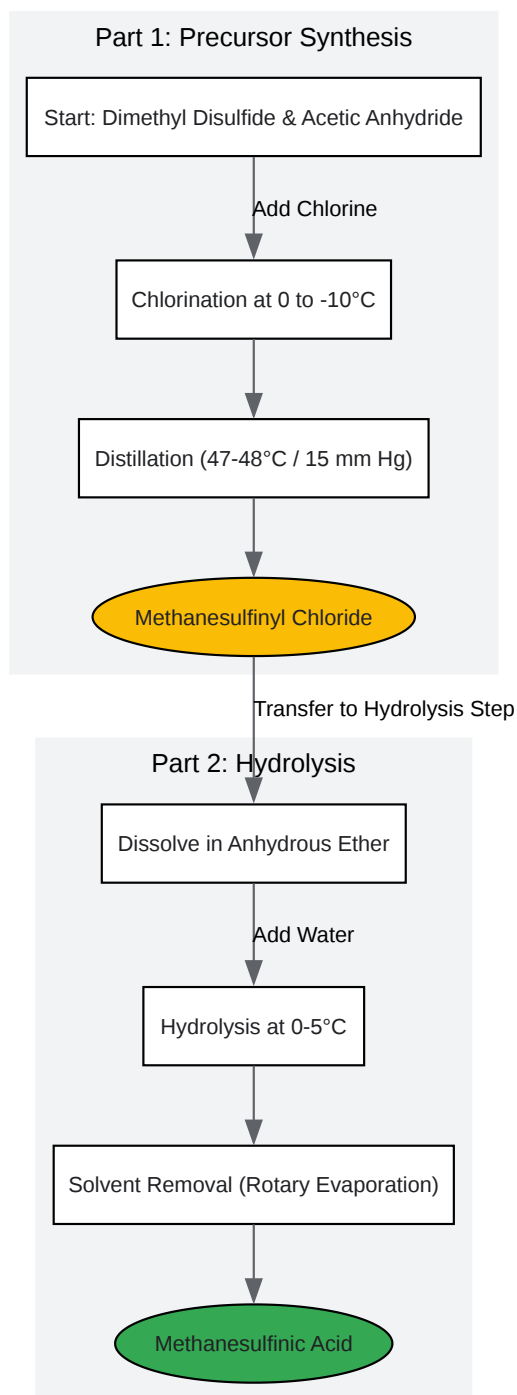 Part 1: Precursor Synthesis
Start: Dimethyl Disulfide & Acetic Anhydride
Add Chlorine
Chlorination at 0 to -10°C
Distillation (47-48°C / 15 mm Hg)
Methanesulfinyl Chloride
Transfer to Hydrolysis Step
Part 2: Hydrolysis
Dissolve in Anhydrous Ether
Add Water
Hydrolysis at 0-5°C
Solvent Removal (Rotary Evaporation)
Methanesulfinic Acid